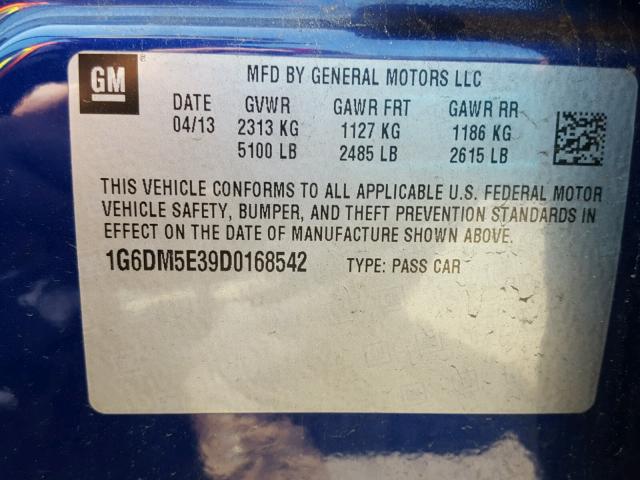 GM
MFD BY GENERAL MOTORS LLC
DATE GVWR GAWR FRT GAWR RR
04/13 2313 KG 1127 KG 1186 KG
5100 LB 2485 LB 2615 LB
THIS VEHICLE CONFORMS TO ALL APPLICABLE U.S. FEDERAL MOTOR
VEHICLE SAFETY, BUMPER, AND THEFT PREVENTION STANDARDS IN
EFFECT ON THE DATE OF MANUFACTURE SHOWN ABOVE.
1G6DM5E39D0168542 TYPE: PASS CAR